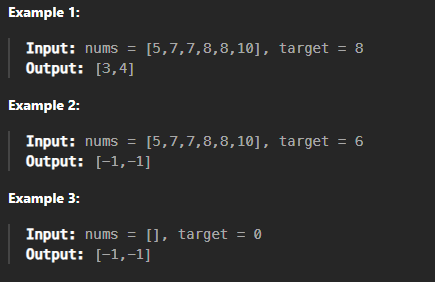 Example 1:
Input: nums = [5,7,7,8,8,10], target = 8
Output: [3,4]
Example 2:
Input: nums = [5,7,7,8,8,10], target = 6
Output: [-1,-1]
Example 3:
Input: nums = [], target = 0
Output: [-1,-1]